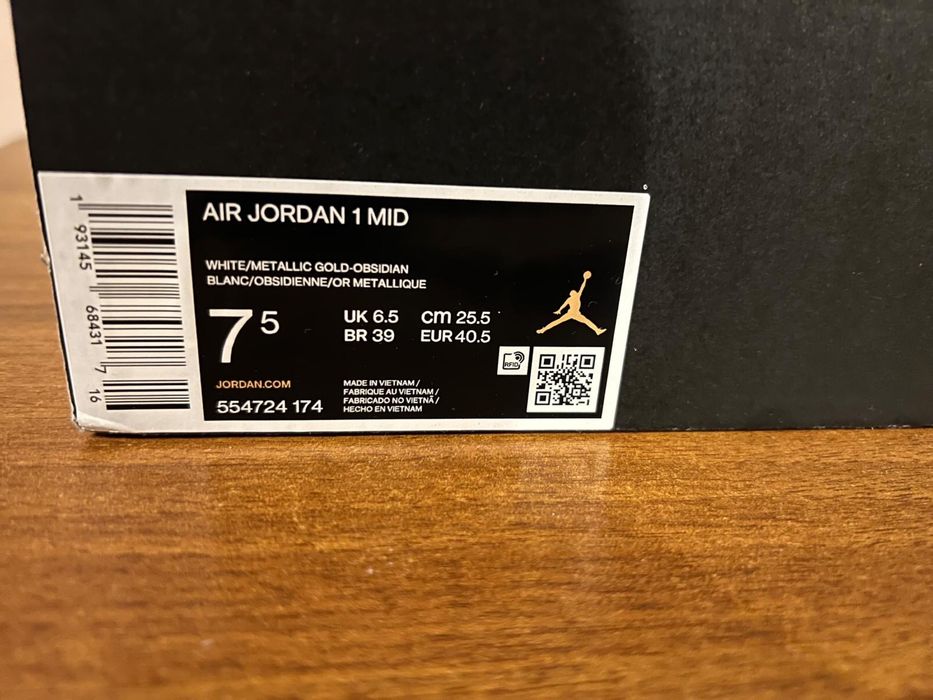 AIR JORDAN 1 MID
WHITE/METALLIC GOLD-OBSIDIAN
BLANC/OBSIDIENNE/OR METALLIQUE
7 5
UK 6.5 cm 25.5
BR 39 EUR 40.5
RFID
JORDAN.COM
554724 174
MADE IN VIETNAM /
FABRIQUE AU VIETNAM /
FABRICADO NO VIETNÃ /
HECHO EN VIETNAM
1 93145 68431 7 16